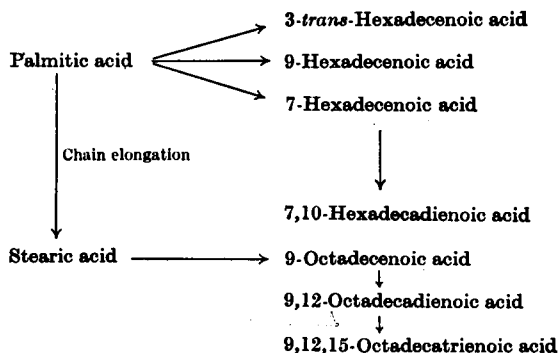 3-trans-Hexadecenoic acid
Palmitic acid
9-Hexadecenoic acid
7-Hexadecenoic acid
Chain elongation
7,10-Hexadecadienoic acid
Stearic acid
9-Octadecenoic acid
9,12-Octadecadienoic acid
9,12,15-Octadecatrienoic acid